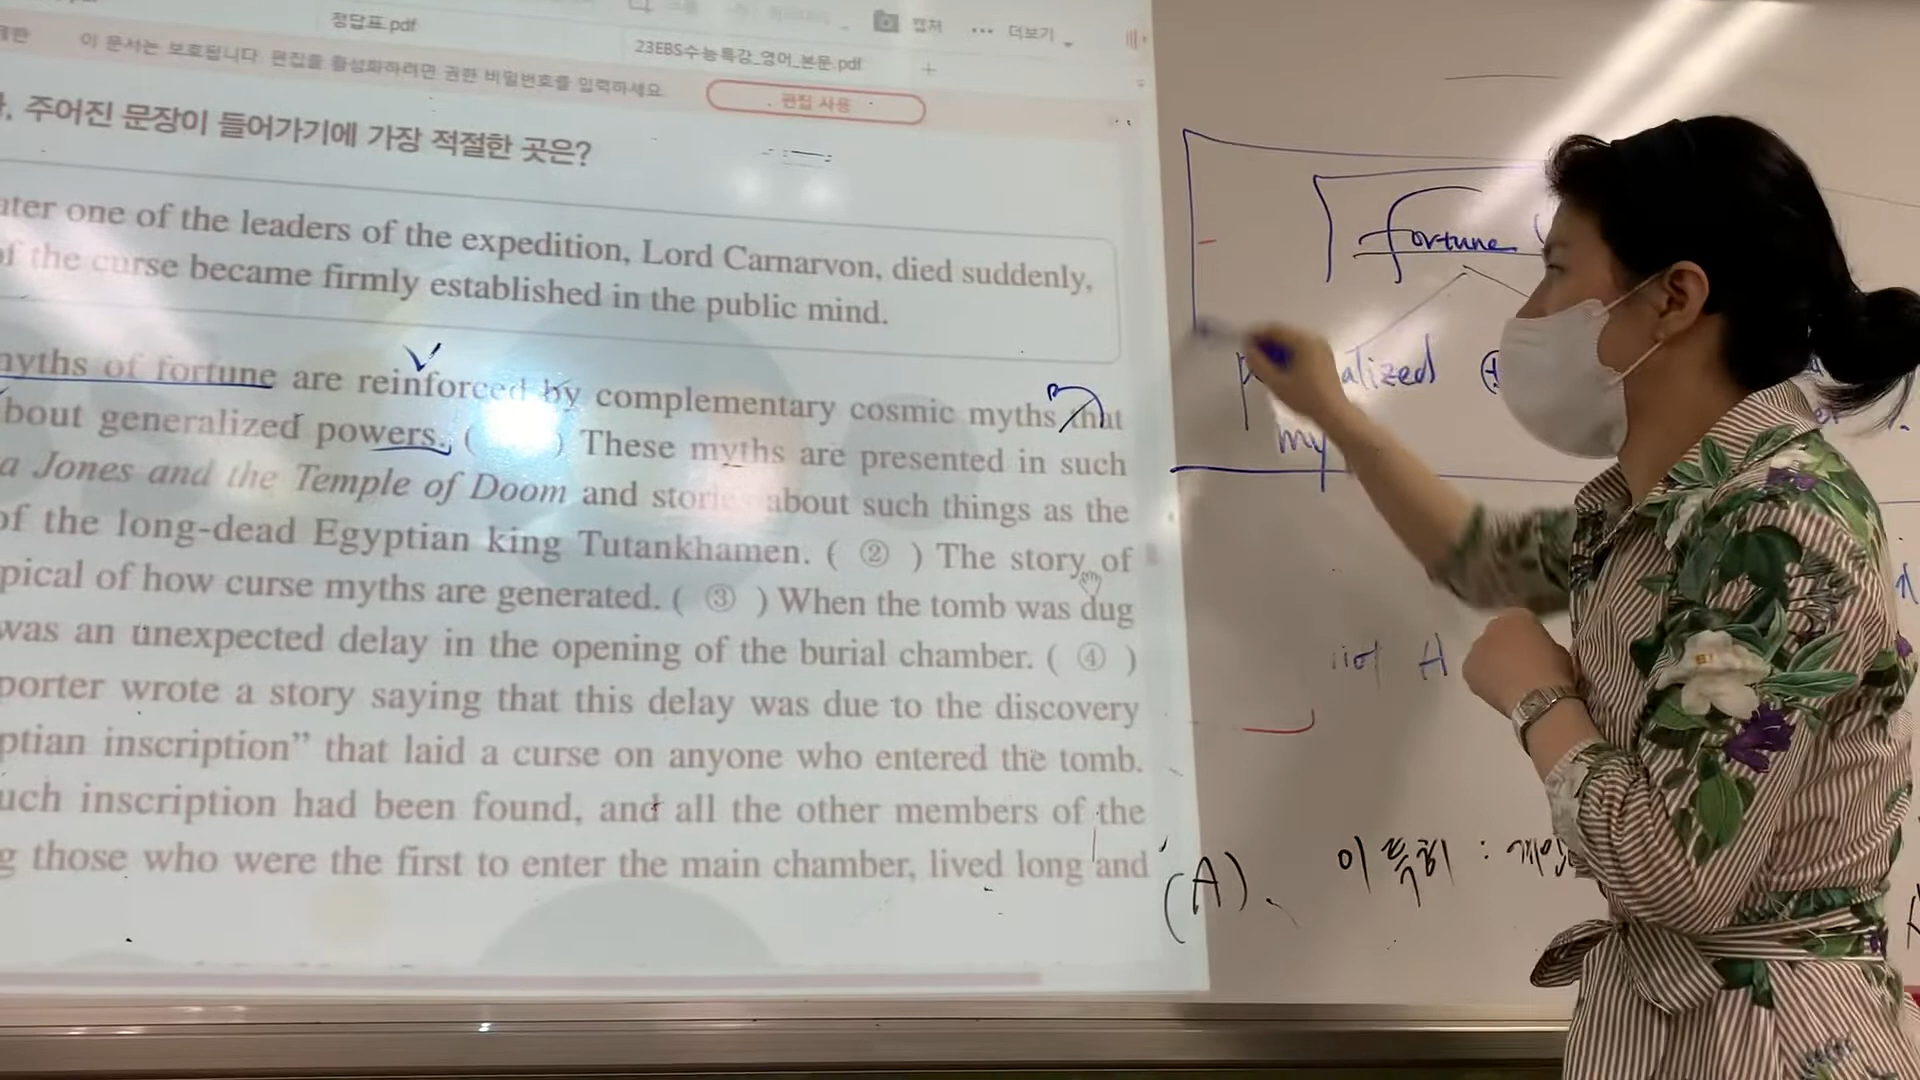 정답표.pdf
캡처 ... 더보기
23EBS수능특강_영어_본문.pdf +
이 문서는 보호됩니다. 편집을 활성화하려면 권한 비밀번호를 입력하세요.
편집 사용
, 주어진 문장이 들어가기에 가장 적절한 곳은?
ater one of the leaders of the expedition, Lord Carnarvon, died suddenly,
of the curse became firmly established in the public mind.
myths of fortune are reinforced by complementary cosmic myths that
bout generalized powers. ( ) These myths are presented in such
a Jones and the Temple of Doom and stories about such things as the
of the long-dead Egyptian king Tutankhamen. ( ② ) The story of
pical of how curse myths are generated. ( ③ ) When the tomb was dug
was an unexpected delay in the opening of the burial chamber. ( ④ )
porter wrote a story saying that this delay was due to the discovery
ptian inscription” that laid a curse on anyone who entered the tomb.
uch inscription had been found, and all the other members of the
g those who were the first to enter the main chamber, lived long and
fortune
alized
my
not A
(A).
이 특히 :